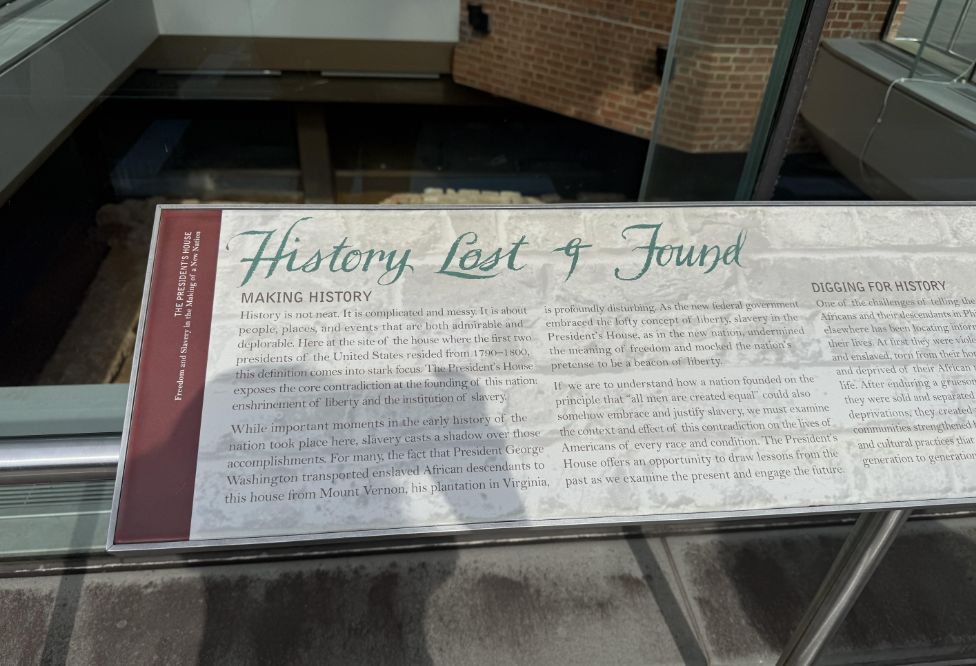 THE PRESIDENT'S HOUSE
Freedom and Slavery in the Making of a New Nation
History Lost & Found
MAKING HISTORY
History is not neat. It is complicated and messy. It is about
people, places, and events that are both admirable and
deplorable. Here at the site of the house where the first two
presidents of the United States resided from 1790–1800,
this definition comes into stark focus. The President's House
exposes the core contradiction at the founding of this nation:
enshrinement of liberty and the institution of slavery.
While important moments in the early history of the
nation took place here, slavery casts a shadow over those
accomplishments. For many, the fact that President George
Washington transported enslaved African descendants to
this house from Mount Vernon, his plantation in Virginia,
is profoundly disturbing. As the new federal government
embraced the lofty concept of liberty, slavery in the
President's House, as in the new nation, undermined
the meaning of freedom and mocked the nation's
pretense to be a beacon of liberty.
If we are to understand how a nation founded on the
principle that "all men are created equal" could also
somehow embrace and justify slavery, we must examine
the context and effect of this contradiction on the lives of
Americans of every race and condition. The President's
House offers an opportunity to draw lessons from the
past as we examine the present and engage the future.
DIGGING FOR HISTORY
One of the challenges of telling the
Africans and their descendants in
elsewhere has been locating
their lives. At first they were
and enslaved, torn from their
and deprived of their African
life. After enduring a
they were sold and separated
deprivations; they created
communities strengthened
and cultural practices that
generation to generation